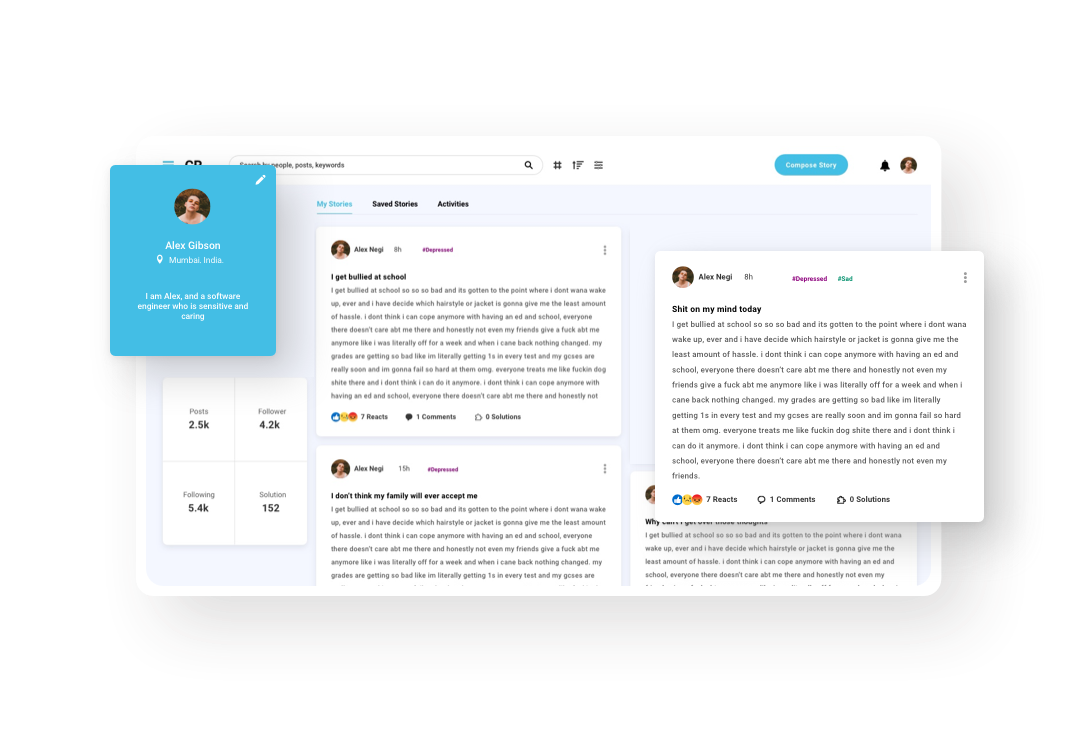 Search by people, posts, keywords
Compose Story
Alex Gibson
Mumbai, India.
I am Alex, and a software
engineer who is sensitive and
caring
Posts
2.5k
Follower
4.2k
Following
5.4k
Solution
152
My Stories
Saved Stories
Activities
Alex Negi 8h #Depressed
I get bullied at school
I get bullied at school so so so bad and its gotten to the point where i dont wana wake
up, ever and i have decide which hairstyle or jacket is gonna give me the least amount
of hassle. i dont think i can cope anymore with having an ed and school, everyone
there doesn't care abt me there and honestly not even my friends give a fuck abt me
anymore like i was literally off for a week and when i cane back nothing changed. my
grades are getting so bad like im literally getting 1s in every test and my gcses are
really soon and im gonna fail so hard at them omg. everyone treats me like fuckin dog
shite there and i dont think i can do it anymore. i dont think i can cope anymore with
having an ed and school, everyone there doesn't care abt me there and honestly not
7 Reacts
1 Comments
0 Solutions
Alex Negi 15h #Depressed
I don't think my family will ever accept me
I get bullied at school so so so bad and its gotten to the point where i dont wana wake
up, ever and i have decide which hairstyle or jacket is gonna give me the least amount
of hassle. i dont think i can cope anymore with having an ed and school, everyone
there doesn't care abt me there and honestly not even my friends give a fuck abt me
anymore like i was literally off for a week and when i cane back nothing changed. my
grades are getting so bad like im literally getting 1s in every test and my gcses are
Alex Negi 8h #Depressed #Sad
Shit on my mind today
I get bullied at school so so so bad and its gotten to the point where i dont wana
wake up, ever and i have decide which hairstyle or jacket is gonna give me the
least amount of hassle. i dont think i can cope anymore with having an ed and
school, everyone there doesn't care abt me there and honestly not even my
friends give a fuck abt me anymore like i was literally off for a week and when i
cane back nothing changed. my grades are getting so bad like im literally
getting 1s in every test and my gcses are really soon and im gonna fail so hard
at them omg. everyone treats me like fuckin dog shite there and i dont think i
can do it anymore. i dont think i can cope anymore with having an ed and
school, everyone there doesn't care abt me there and honestly not even my
friends.
7 Reacts
1 Comments
0 Solutions
Why can't I get over those thoughts
I get bullied at school so so so bad and its gotten to the point where i dont wana
wake up, ever and i have decide which hairstyle or jacket is gonna give me the
least amount of hassle. i dont think i can cope anymore with having an ed and
school, everyone there doesn't care abt me there and honestly not even my